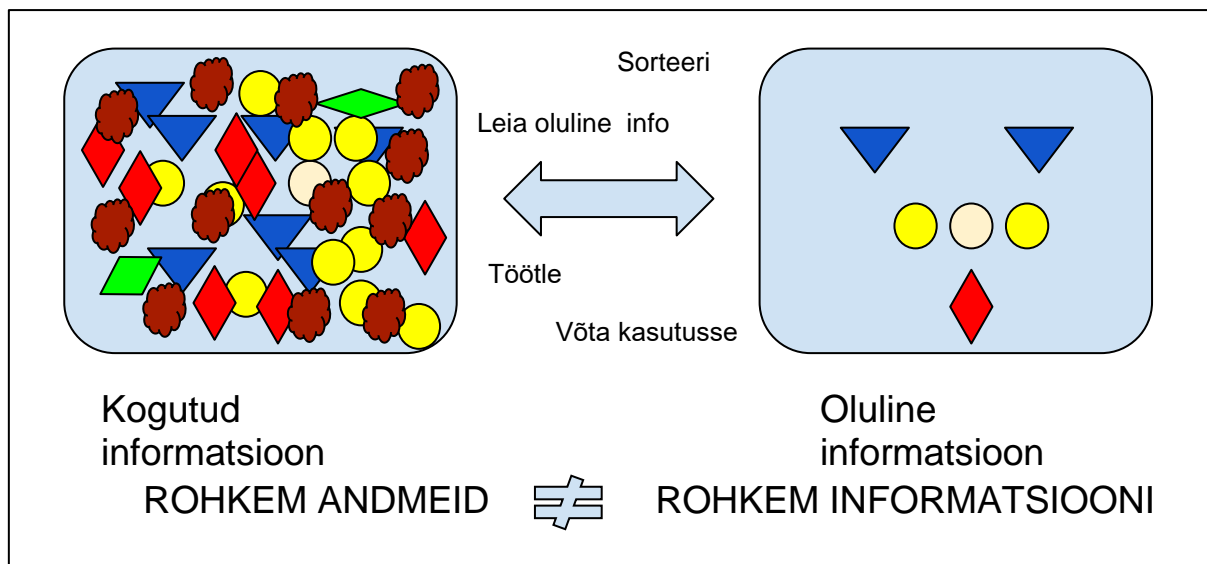 Sorteeri
Leia oluline info
Töötle
Võta kasutusse
Kogutud
informatsioon
Oluline
informatsioon
ROHKEM ANDMEID ≠ ROHKEM INFORMATSIOONI